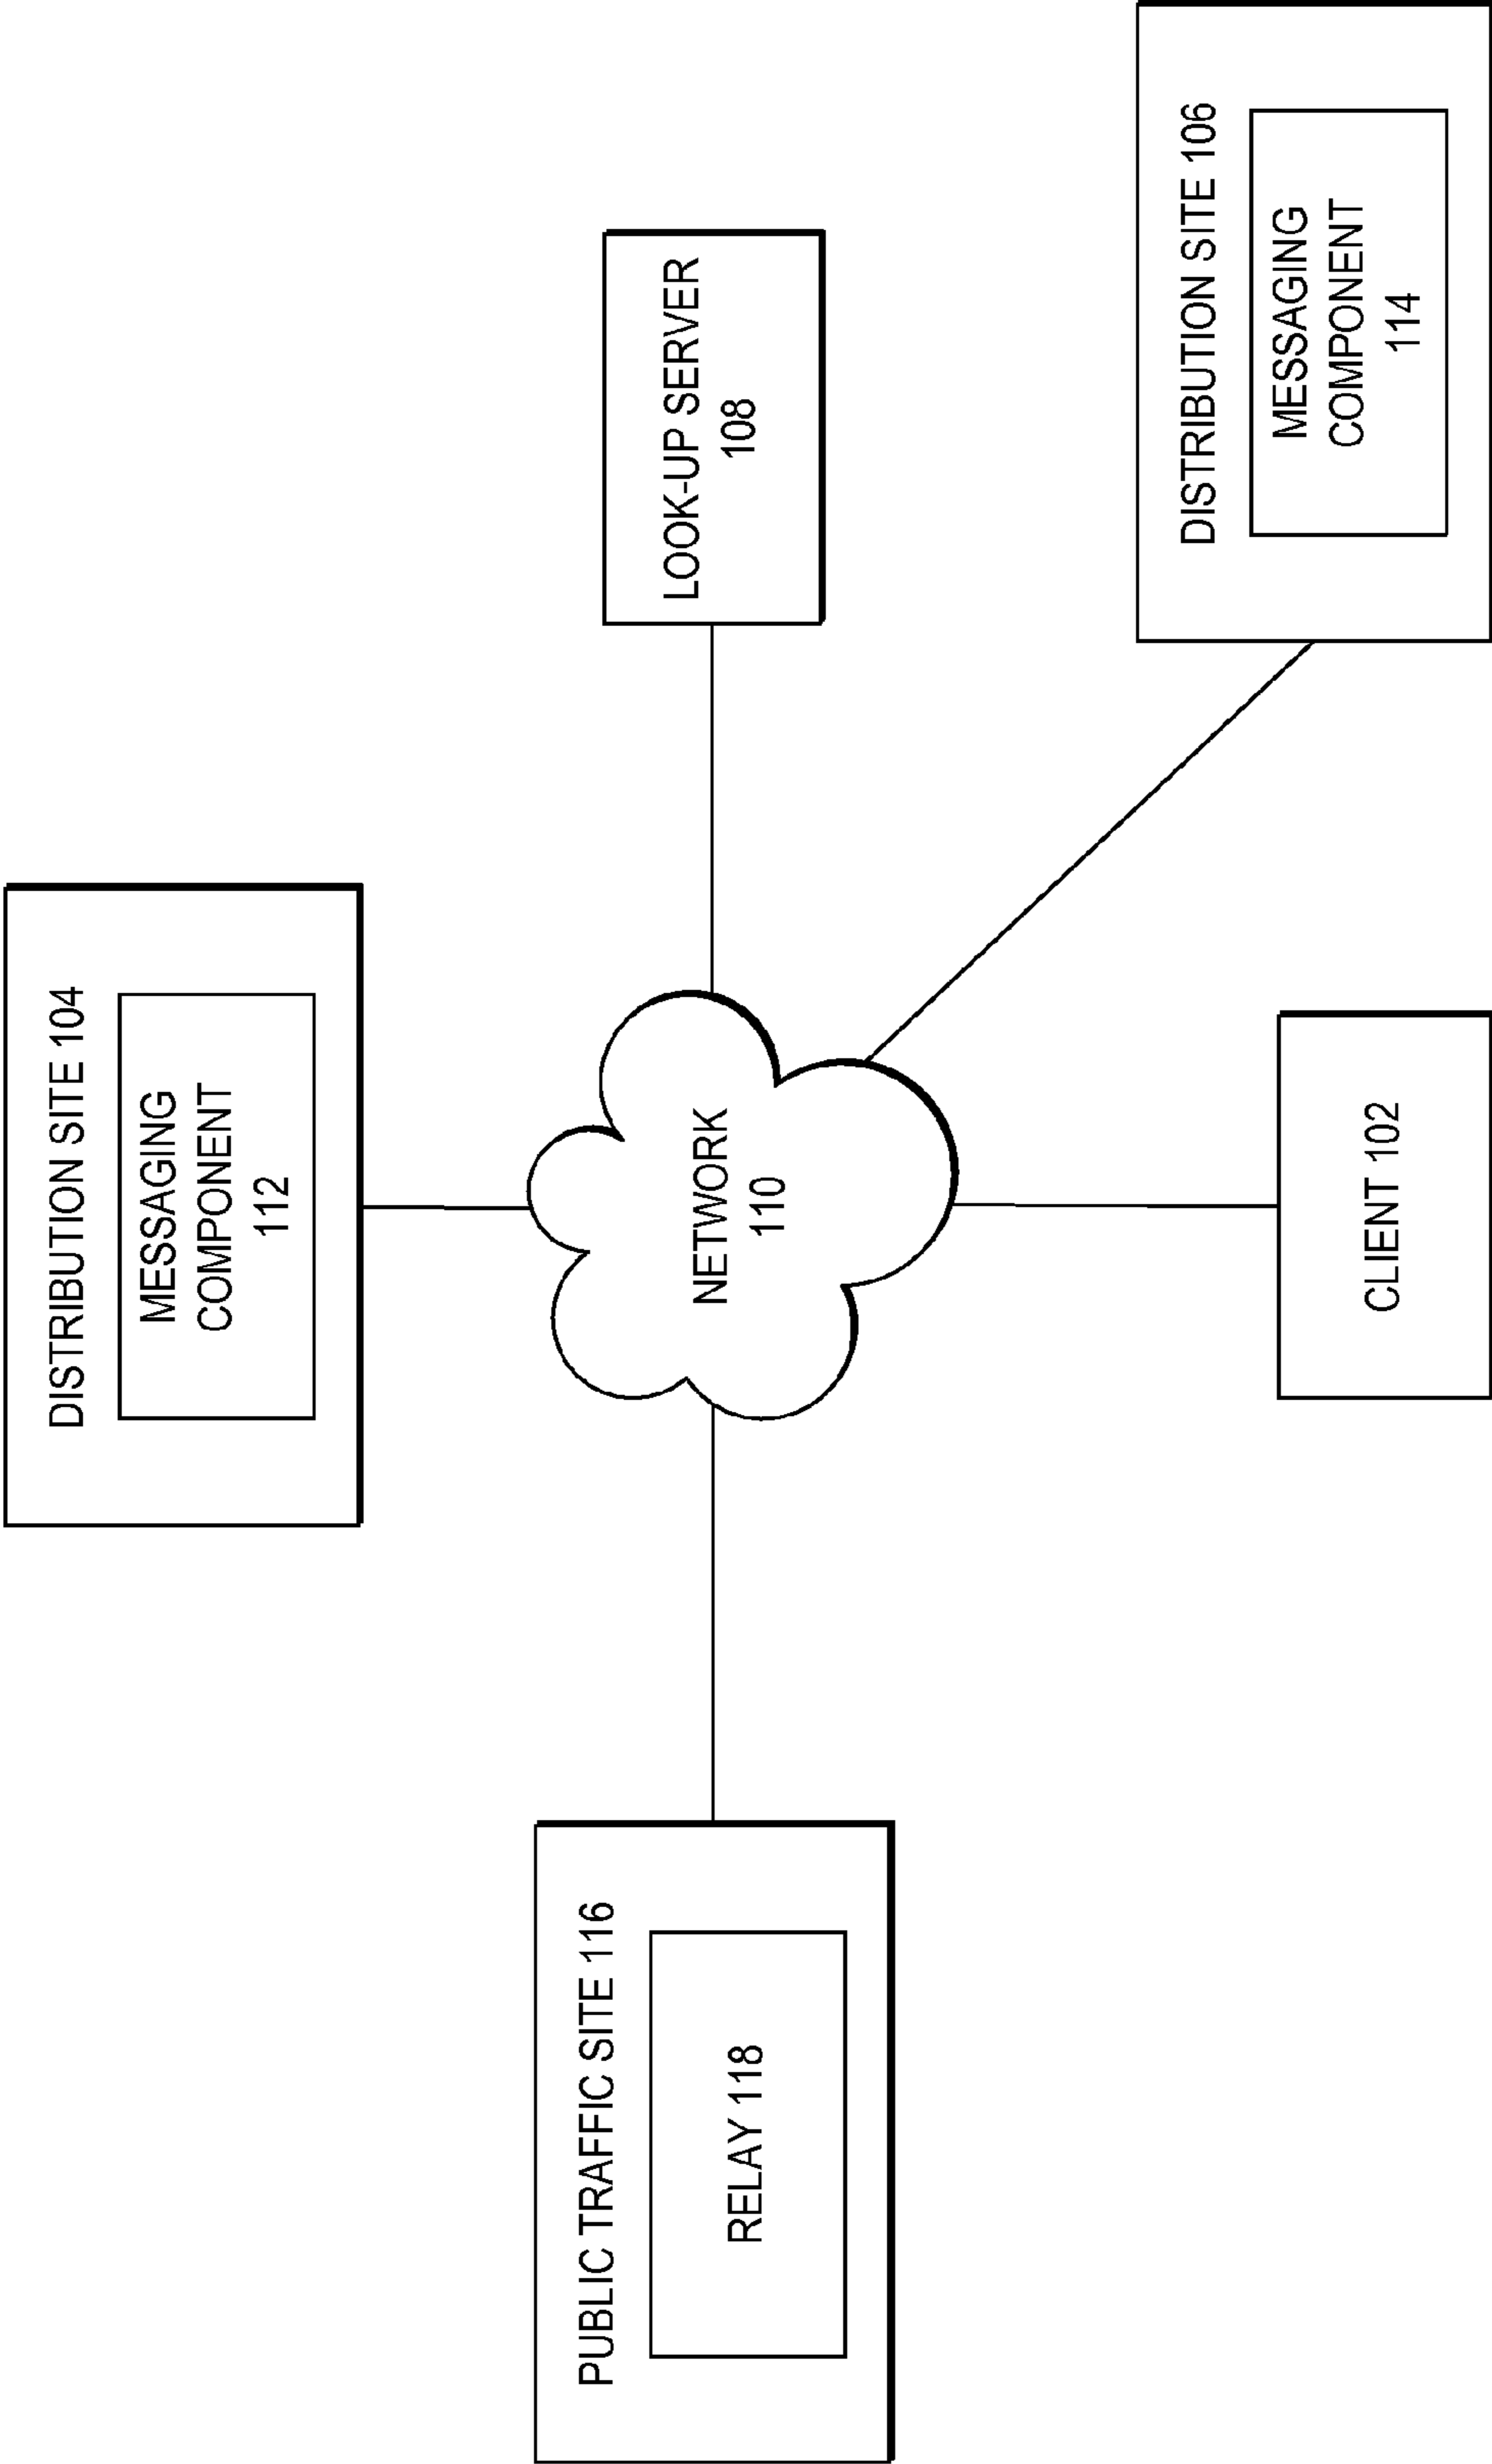 DISTRIBUTION SITE 104
MESSAGING
COMPONENT
112
PUBLIC TRAFFIC SITE 116
RELAY 118
NETWORK
110
LOOK-UP SERVER
108
CLIENT 102
DISTRIBUTION SITE 106
MESSAGING
COMPONENT
114